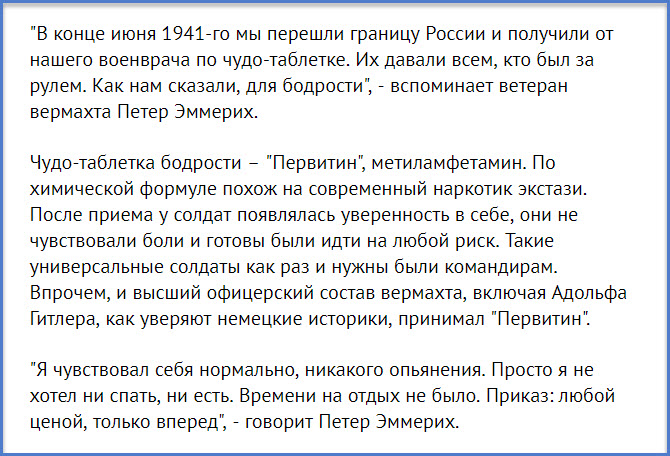 "В конце июня 1941-го мы перешли границу России и получили от
нашего военврача по чудо-таблетке. Их давали всем, кто был за
рулем. Как нам сказали, для бодрости", - вспоминает ветеран
вермахта Петер Эммерих.
Чудо-таблетка бодрости – "Первитин", метиламфетамин. По
химической формуле похож на современный наркотик экстази.
После приема у солдат появлялась уверенность в себе, они не
чувствовали боли и готовы были идти на любой риск. Такие
универсальные солдаты как раз и нужны были командирам.
Впрочем, и высший офицерский состав вермахта, включая Адольфа
Гитлера, как уверяют немецкие историки, принимал "Первитин".
"Я чувствовал себя нормально, никакого опьянения. Просто я не
хотел ни спать, ни есть. Времени на отдых не было. Приказ: любой
ценой, только вперед", - говорит Петер Эммерих.